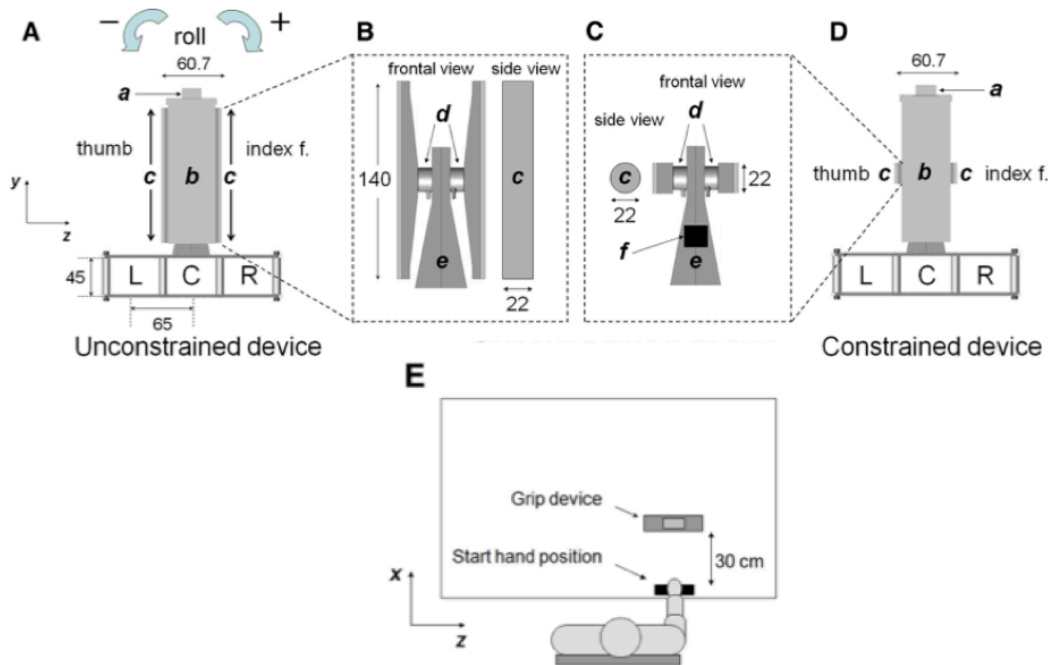 A
− roll +
60.7
a
thumb
index f.
c b c
y
z
45
L C R
65
Unconstrained device
B
frontal view side view
d
140
c
e
22
C
frontal view
side view
d
c
22
22
f
e
D
60.7
a
thumb c b c index f.
L C R
Constrained device
E
Grip device
Start hand position
30 cm
x
z